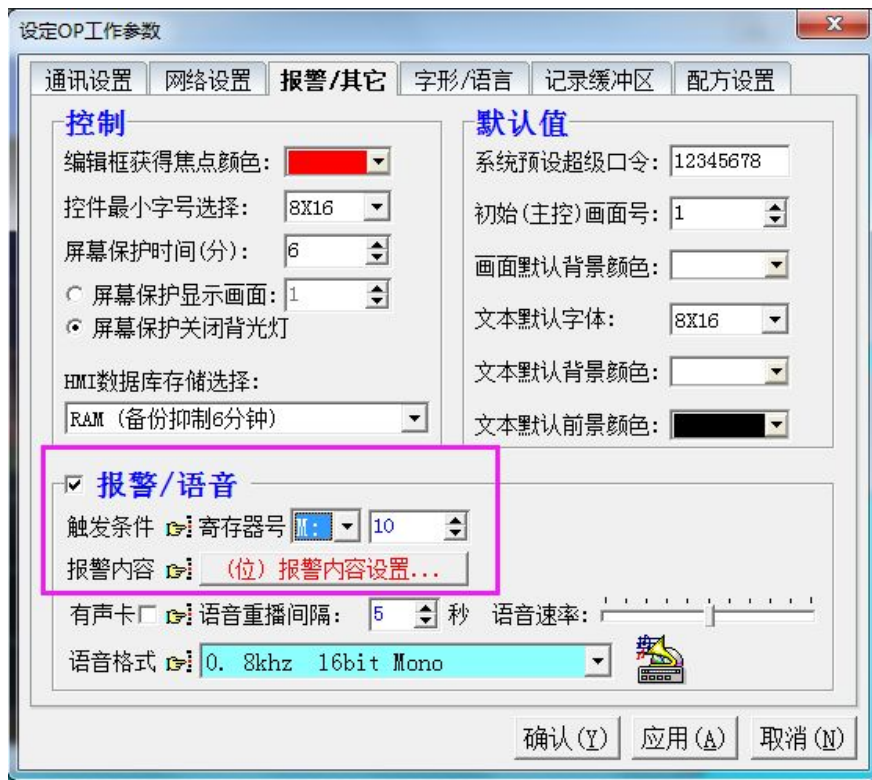 设定OP工作参数
通讯设置 网络设置 报警/其它 字形/语言 记录缓冲区 配方设置
控制
编辑框获得焦点颜色:
控件最小字号选择: 8X16
屏幕保护时间(分): 6
屏幕保护显示画面: 1
屏幕保护关闭背光灯
HMI数据库存储选择:
RAM (备份抑制6分钟)
默认值
系统预设超级口令: 12345678
初始(主控)画面号: 1
画面默认背景颜色:
文本默认字体: 8X16
文本默认背景颜色:
文本默认前景颜色:
报警/语音
触发条件 寄存器号 M: 10
报警内容 (位) 报警内容设置...
有声卡 语音重播间隔: 5 秒 语音速率:
语音格式 0. 8khz 16bit Mono
确认(Y) 应用(A) 取消(N)